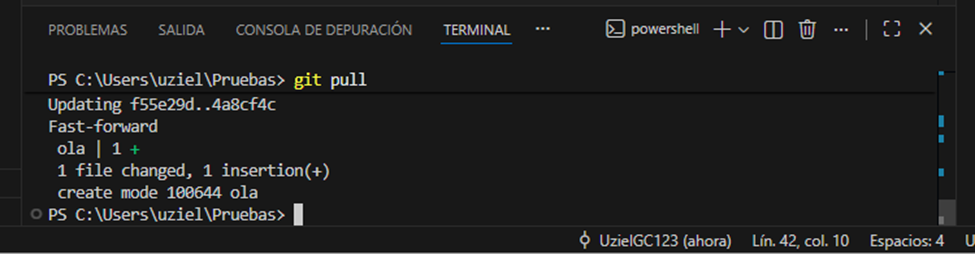 PROBLEMAS SALIDA CONSOLA DE DEPURACIÓN TERMINAL ··· powershell
PS C:\Users\uziel\Pruebas> git pull
Updating f55e29d..4a8cf4c
Fast-forward
ola | 1 +
1 file changed, 1 insertion(+)
create mode 100644 ola
PS C:\Users\uziel\Pruebas>
UzielGC123 (ahora) Lín. 42, col. 10 Espacios: 4 U